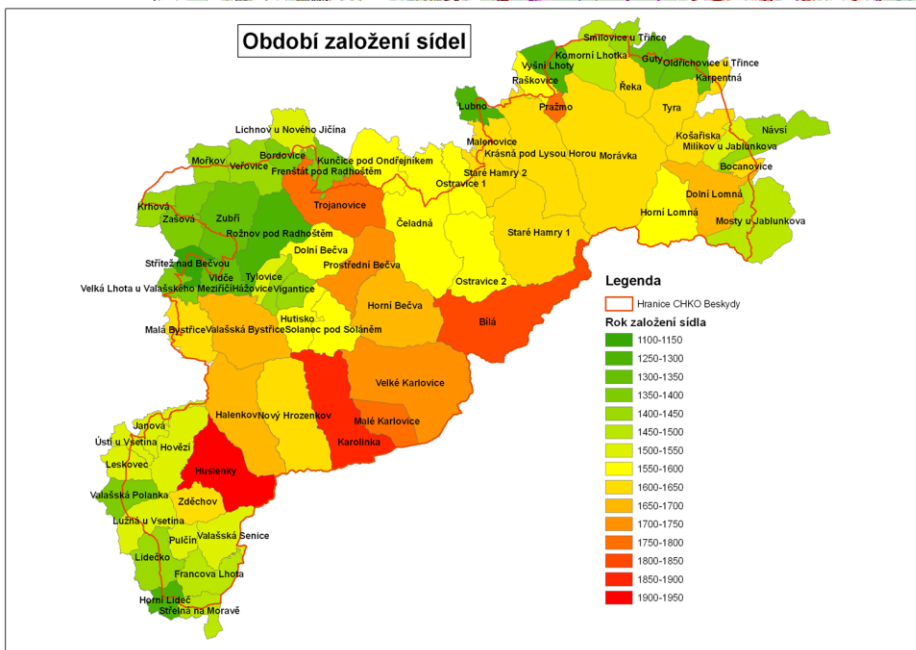 Období založení sídel
Smilovice u Třince
Komorní Lhotka
Vyšní Lhoty
Guty
Oldřichovice u Třince
Raškovice
Řeka
Karpentná
Lubno
Pražmo
Tyra
Lichnov u Nového Jičína
Malenovice
Košařiska
Návsí
Bordovice
Kunčice pod Ondřejníkem
Krásná pod Lysou Horou
Morávka
Milíkov u Jablunkova
Mořkov
Veřovice
Frenštát pod Radhoštěm
Staré Hamry 2
Bocanovice
Ostravice 1
Dolní Lomná
Krhová
Trojanovice
Zašová
Zubří
Čeladná
Horní Lomná
Mosty u Jablunkova
Rožnov pod Radhoštěm
Staré Hamry 1
Dolní Bečva
Střítež nad Bečvou
Prostřední Bečva
Vidče
Tylovice
Velká Lhota u Valašského Meziříčí
Hážovice
Vigantice
Ostravice 2
Horní Bečva
Hutisko
Bílá
Malá Bystřice
Valašská Bystřice
Solanec pod Soláněm
Velké Karlovice
Halenkov
Nový Hrozenkov
Malé Karlovice
Janová
Karolinka
Ústí u Vsetína
Hovězí
Leskovec
Huslenky
Valašská Polanka
Zděchov
Lužná u Vsetína
Valašská Senice
Pulčín
Lidečko
Francova Lhota
Horní Lideč
Střelná na Moravě
Legenda
Hranice CHKO Beskydy
Rok založení sídla
1100-1150
1250-1300
1300-1350
1350-1400
1400-1450
1450-1500
1500-1550
1550-1600
1600-1650
1650-1700
1700-1750
1750-1800
1800-1850
1850-1900
1900-1950